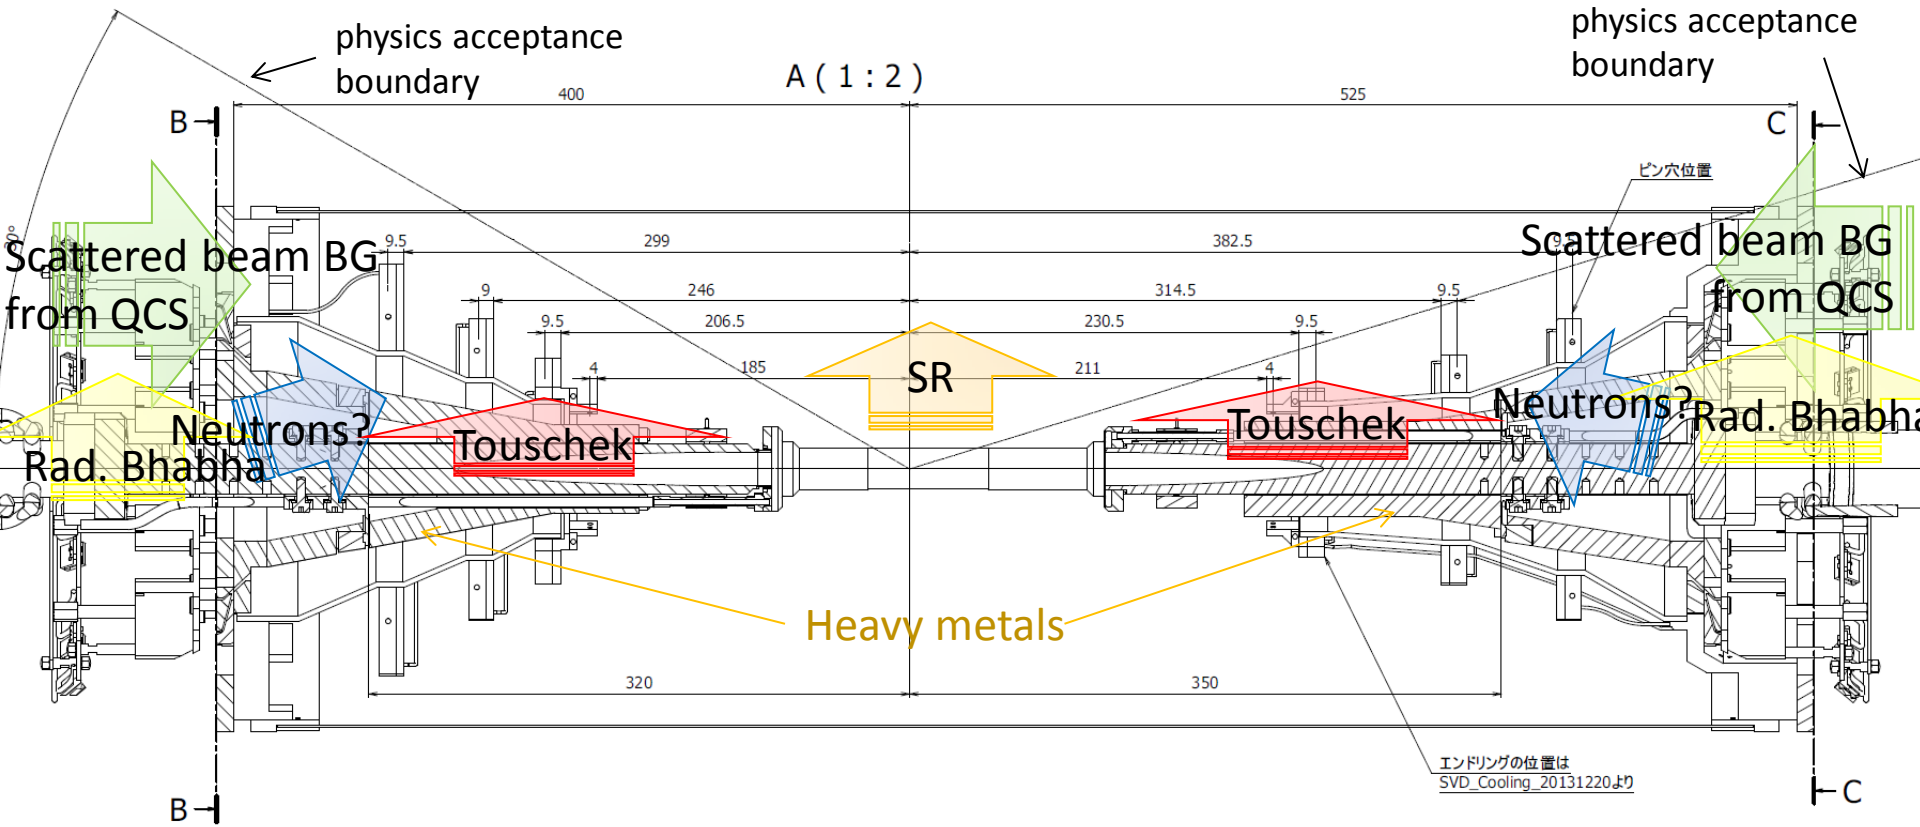 physics acceptance
boundary
physics acceptance
boundary
A ( 1 : 2 )
400
525
B
C
ピン穴位置
30°
Scattered beam BG
from QCS
Scattered beam BG
from QCS
9.5
299
382.5
9
246
314.5
9.5
9.5
206.5
230.5
9.5
4
185
211
4
SR
Neutrons?
Touschek
Touschek
Neutrons?
Rad. Bhabha
Rad. Bhabha
Heavy metals
320
350
エンドリングの位置は
SVD_Cooling_20131220より
B
C